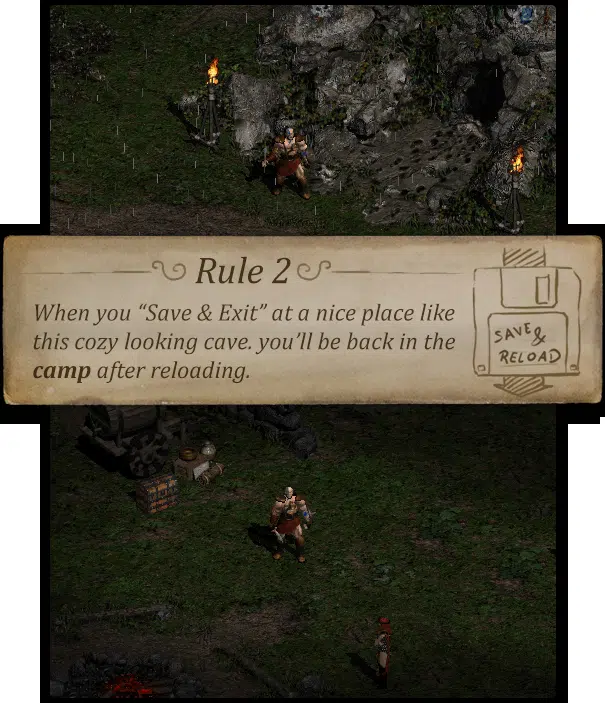 Rule 2
When you “Save & Exit” at a nice place like
this cozy looking cave. you’ll be back in the
camp after reloading.
SAVE &
RELOAD